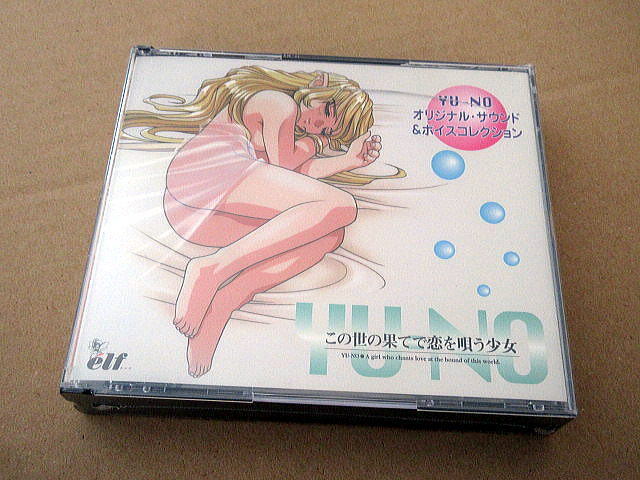 YU-NO
オリジナル・サウンド
&ボイスコレクション
YU-NO
この世の果てで恋を唄う少女
YU-NO A girl who chants love at the bound of this world.
elf